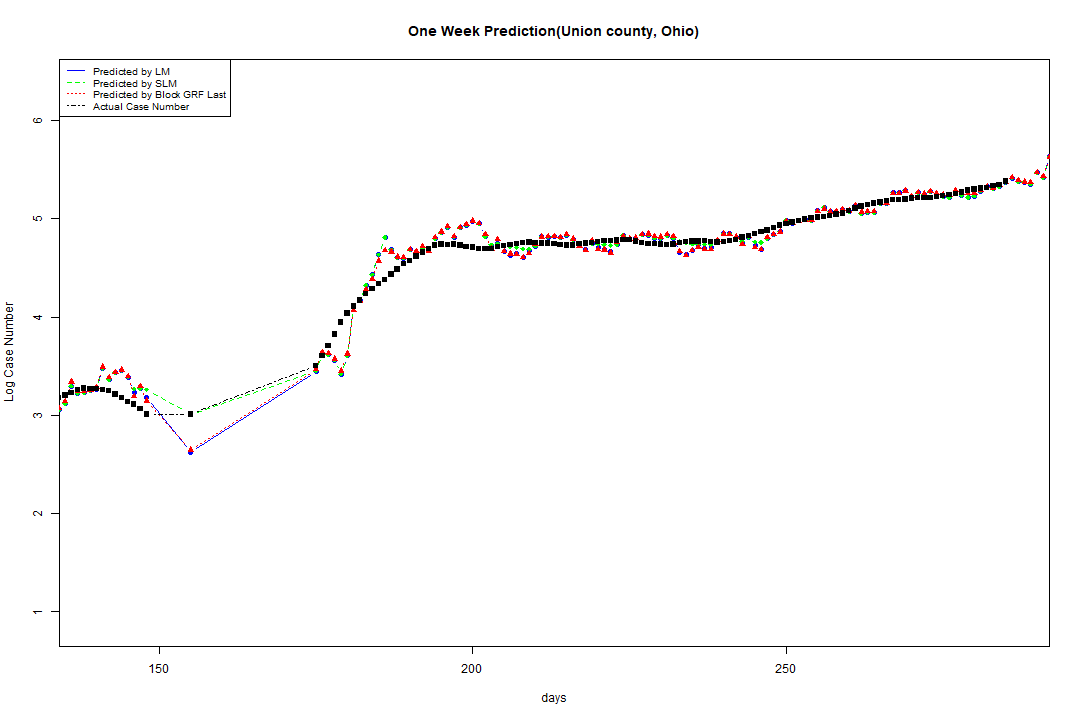 One Week Prediction(Union county, Ohio)
Predicted by LM
Predicted by SLM
Predicted by Block GRF Last
Actual Case Number
6
5
4
3
2
1
Log Case Number
150 200 250
days